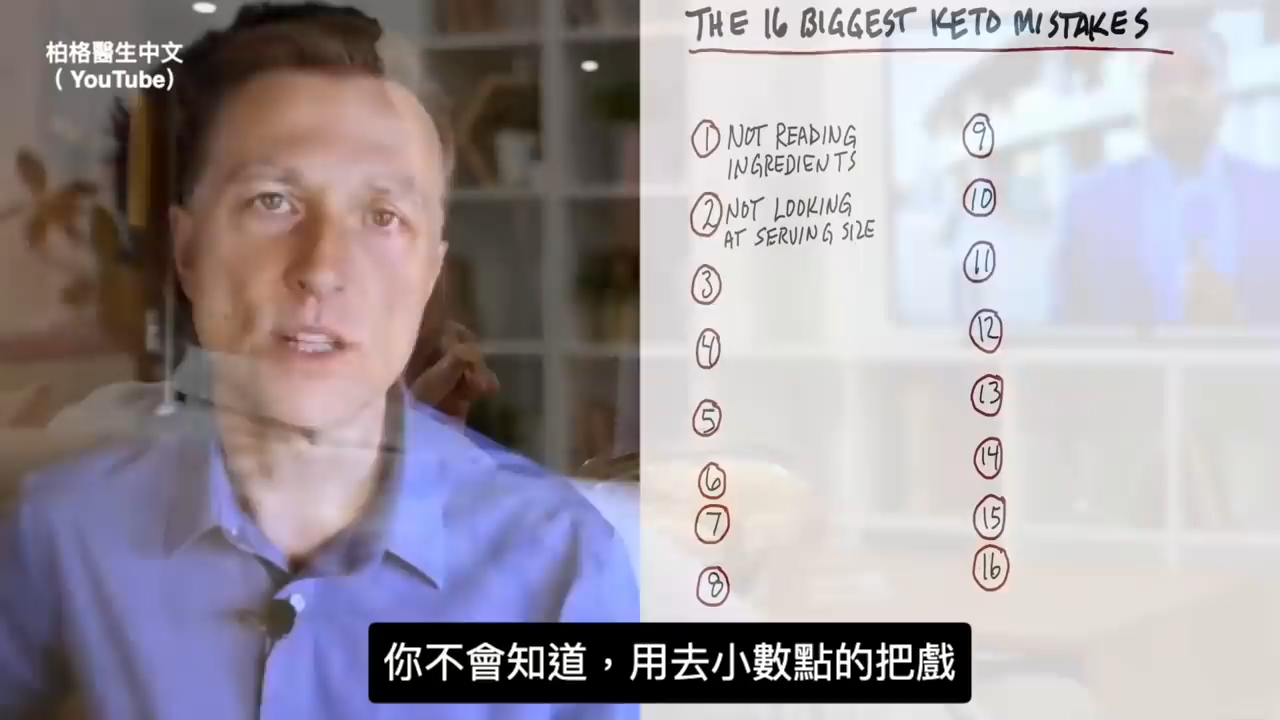 柏格醫生中文
（YouTube）
THE 16 BIGGEST KETO MISTAKES
① NOT READING
INGREDIENTS
② NOT LOOKING
AT SERVING SIZE
③
④
⑤
⑥
⑦
⑧
⑨
⑩
⑪
⑫
⑬
⑭
⑮
⑯
你不會知道，用去小數點的把戲